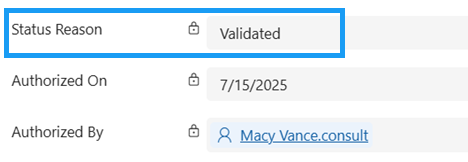 Status Reason Validated
Authorized On 7/15/2025
Authorized By Macy Vance.consult